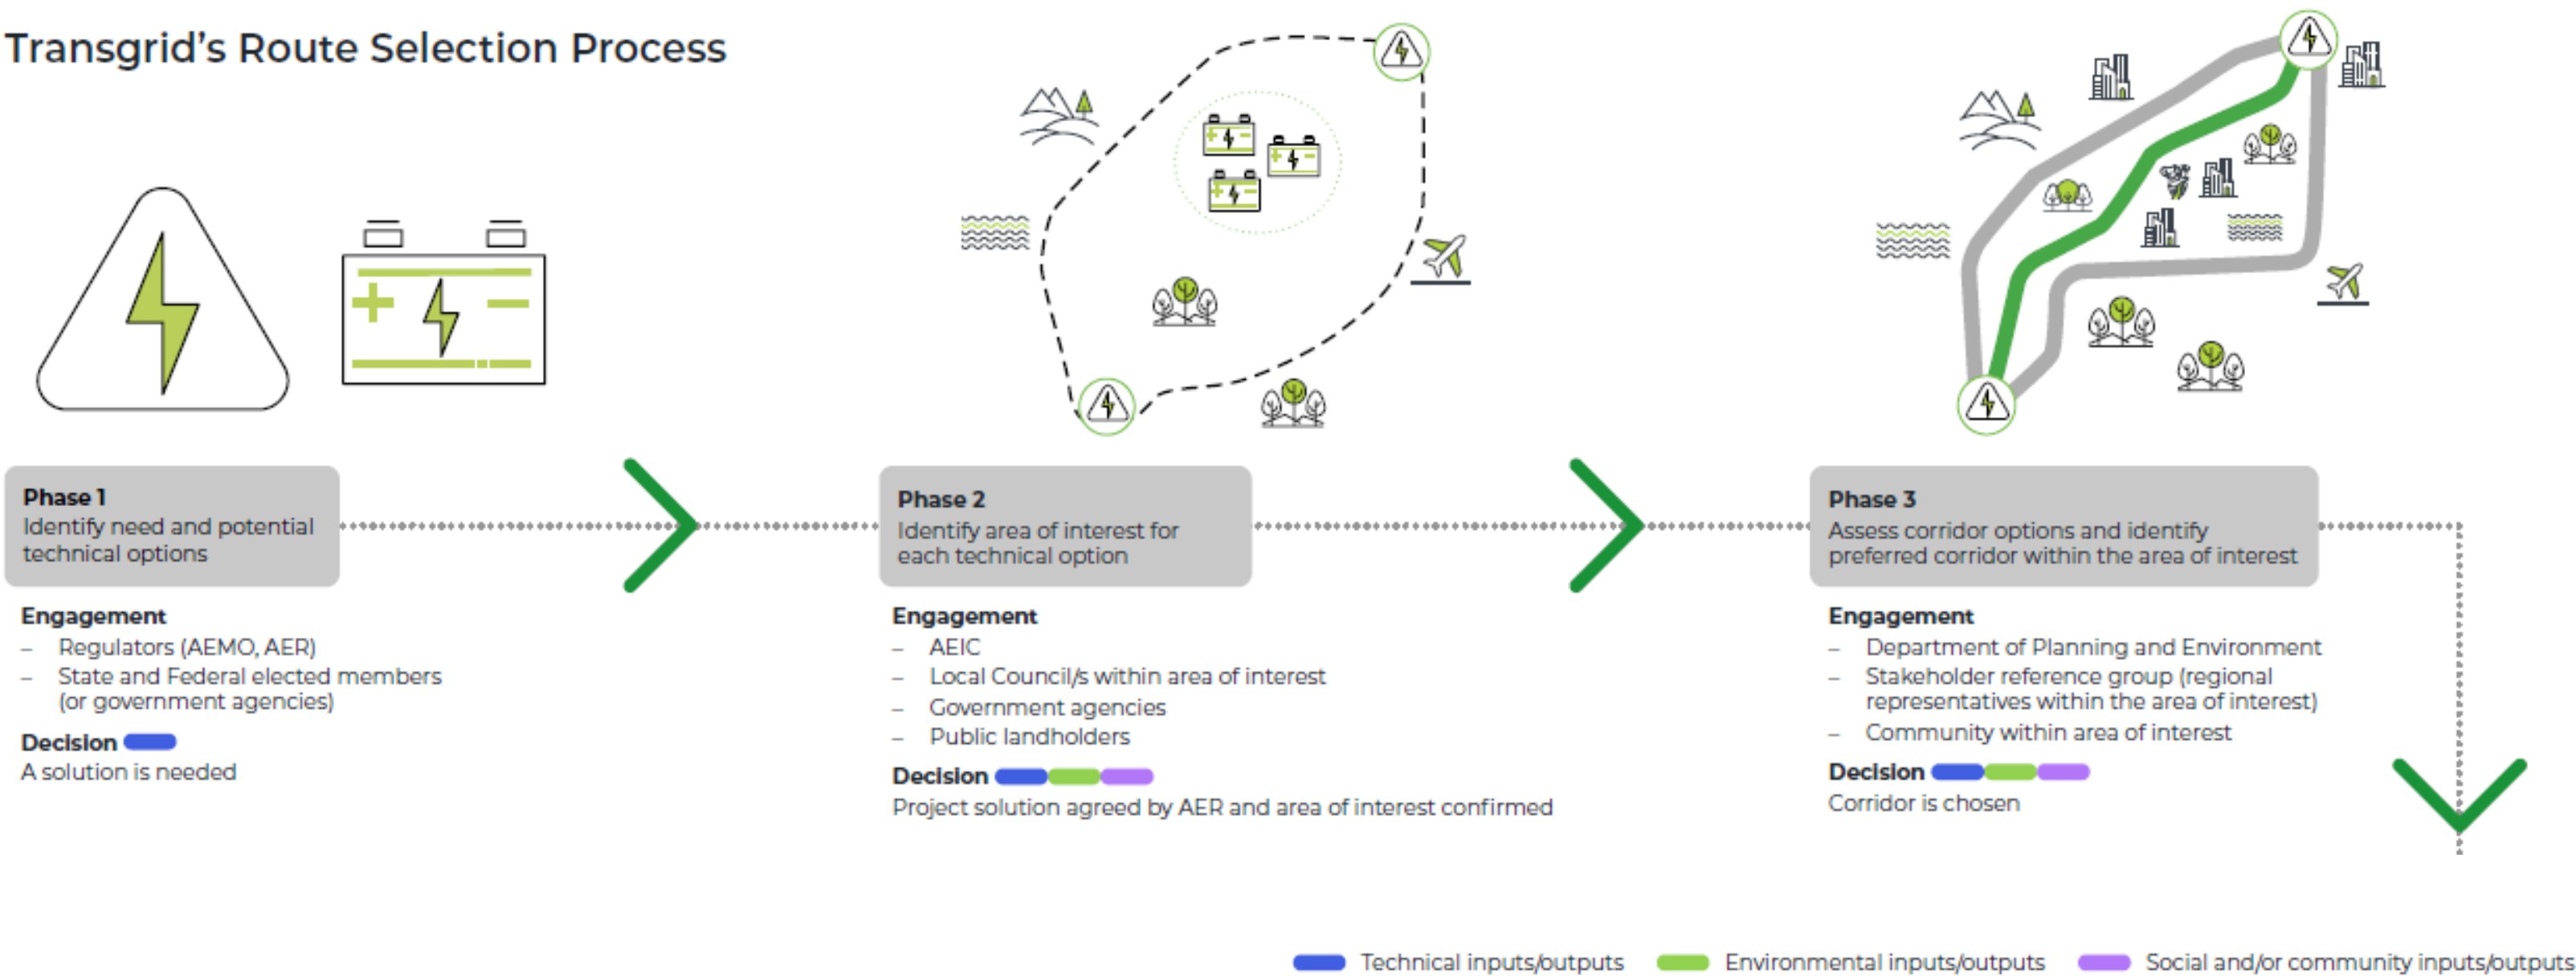 Transgrid's Route Selection Process
Phase 1
Identify need and potential
technical options
Engagement
– Regulators (AEMO, AER)
– State and Federal elected members
(or government agencies)
Decision
A solution is needed
Phase 2
Identify area of interest for
each technical option
Engagement
– AEIC
– Local Council/s within area of interest
– Government agencies
– Public landholders
Decision
Project solution agreed by AER and area of interest confirmed
Phase 3
Assess corridor options and identify
preferred corridor within the area of interest
Engagement
– Department of Planning and Environment
– Stakeholder reference group (regional
representatives within the area of interest)
– Community within area of interest
Decision
Corridor is chosen
Technical inputs/outputs
Environmental inputs/outputs
Social and/or community inputs/outputs